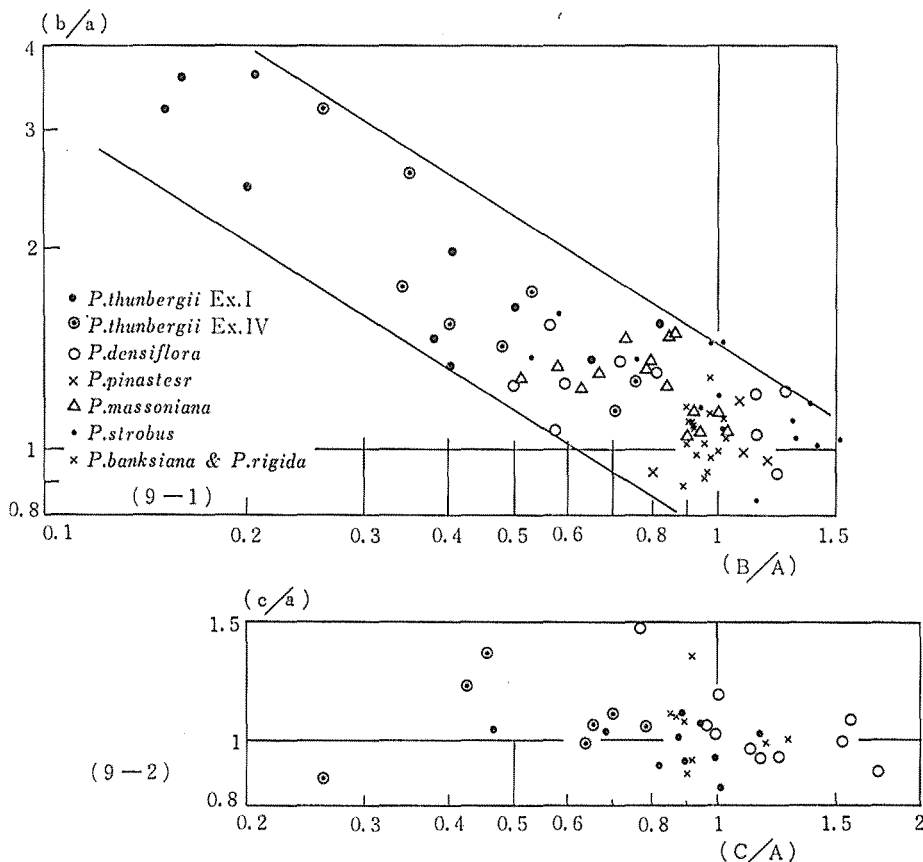 (b/a)
4
3
2
1
0.8
• P.thunbergii Ex.I
⊙ P.thunbergii Ex.IV
○ P.densiflora
× P.pinastesr
△ P.massoniana
• P.strobus
× P.banksiana & P.rigida
(9-1)
0.1 0.2 0.3 0.4 0.5 0.6 0.8 1 1.5
(B/A)
(c/a)
1.5
1
0.8
(9-2)
0.2 0.3 0.4 0.5 0.6 0.8 1 1.5 2
(C/A)